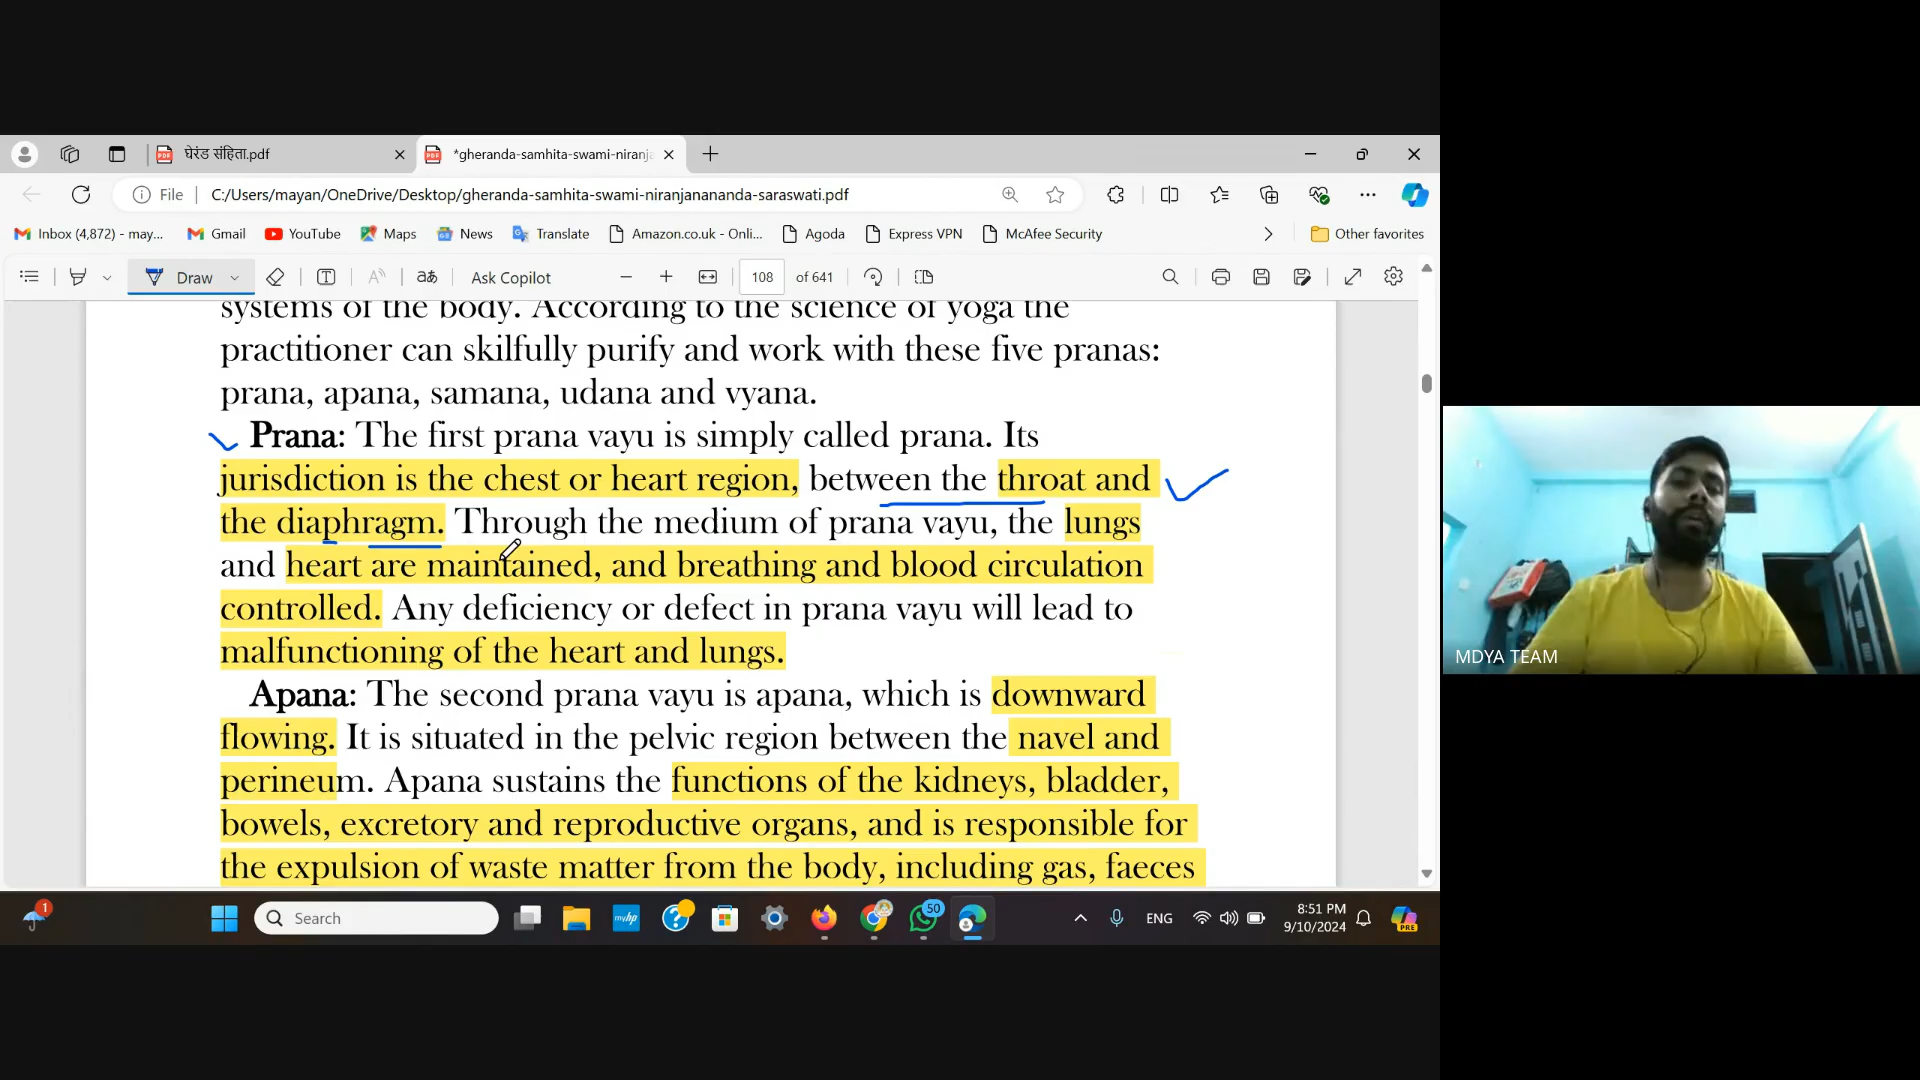 घेरंड संहिता.pdf
*gheranda-samhita-swami-niranja
File C:/Users/mayan/OneDrive/Desktop/gheranda-samhita-swami-niranjanananda-saraswati.pdf
Inbox (4,872) - may... Gmail YouTube Maps News Translate Amazon.co.uk - Onli... Agoda Express VPN McAfee Security Other favorites
Draw Ask Copilot 108 of 641
systems of the body. According to the science of yoga the
practitioner can skilfully purify and work with these five pranas:
prana, apana, samana, udana and vyana.
Prana: The first prana vayu is simply called prana. Its
jurisdiction is the chest or heart region, between the throat and
the diaphragm. Through the medium of prana vayu, the lungs
and heart are maintained, and breathing and blood circulation
controlled. Any deficiency or defect in prana vayu will lead to
malfunctioning of the heart and lungs.
Apana: The second prana vayu is apana, which is downward
flowing. It is situated in the pelvic region between the navel and
perineum. Apana sustains the functions of the kidneys, bladder,
bowels, excretory and reproductive organs, and is responsible for
the expulsion of waste matter from the body, including gas, faeces
MDYA TEAM
1 Search myhp 50 ENG 8:51 PM PRE
9/10/2024